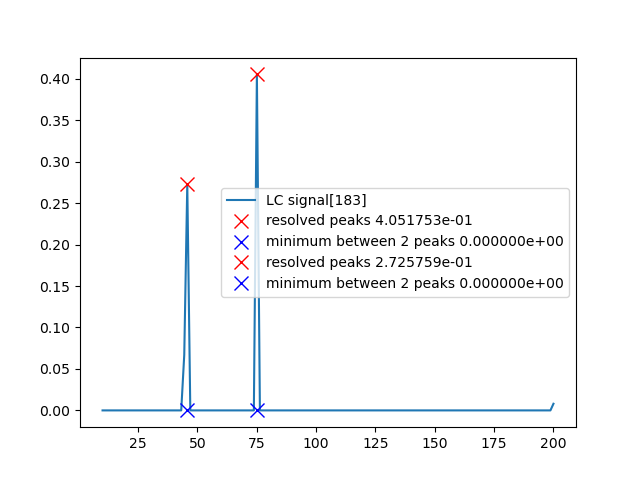 0.40
0.35
0.30
0.25
0.20
0.15
0.10
0.05
0.00
LC signal[183]
resolved peaks 4.051753e-01
minimum between 2 peaks 0.000000e+00
resolved peaks 2.725759e-01
minimum between 2 peaks 0.000000e+00
25 50 75 100 125 150 175 200